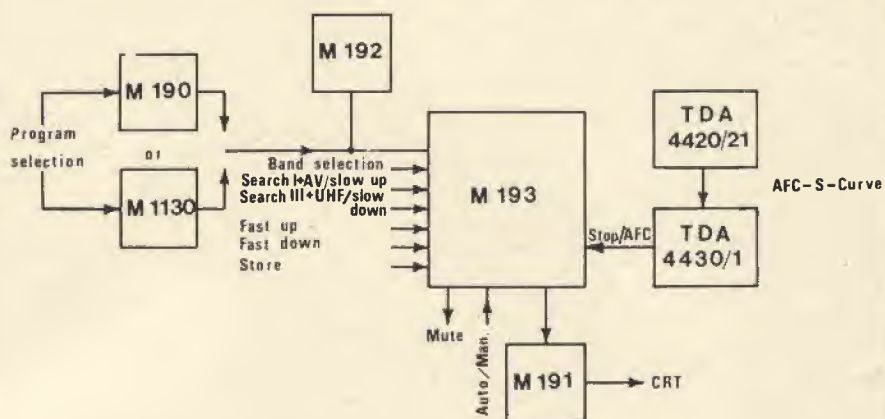 M 192
M 190
Program
selection
or
M 1130
Band selection
Search I+AV/slow up
Search III+UHF/slow
down
Fast up
Fast down
Store
M 193
TDA
4420/21
AFC-S-Curve
Stop/AFC
TDA
4430/1
Mute
Auto/Man.
M 191
CRT